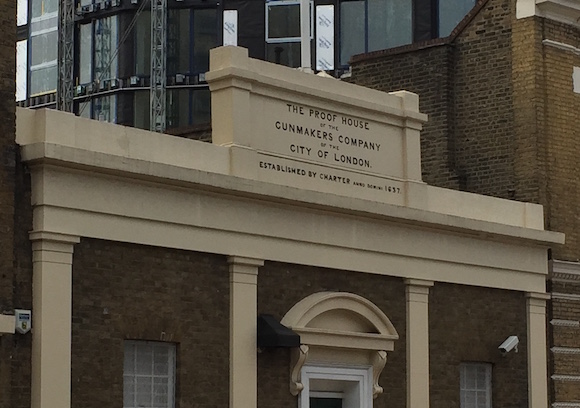 THE PROOF HOUSE
OF THE
GUNMAKERS COMPANY
OF THE
CITY OF LONDON.
ESTABLISHED BY CHARTER ANNO DOMINI 1637.